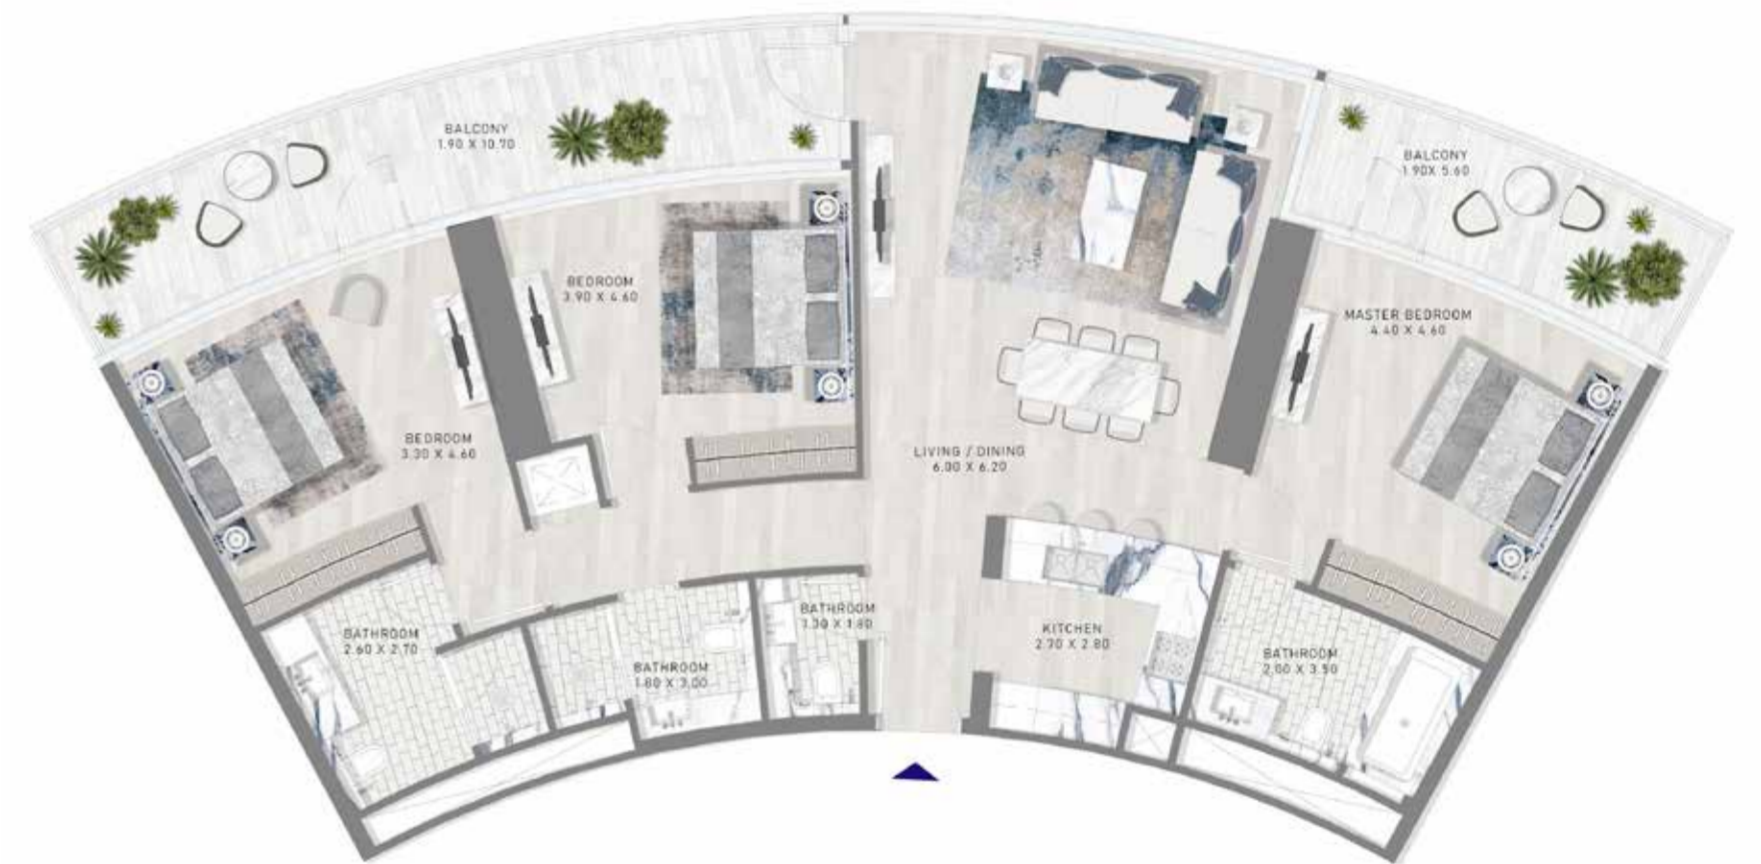 BALCONY
1.90 X 10.70
BALCONY
1.90X 5.60
BEDROOM
3.90 X 4.60
MASTER BEDROOM
4.40 X 4.60
BEDROOM
3.30 X 4.60
LIVING / DINING
6.00 X 6.20
BATHROOM
2.60 X 2.70
BATHROOM
1.80 X 3.00
BATHROOM
1.30 X 1.80
KITCHEN
2.70 X 2.80
BATHROOM
2.00 X 3.50